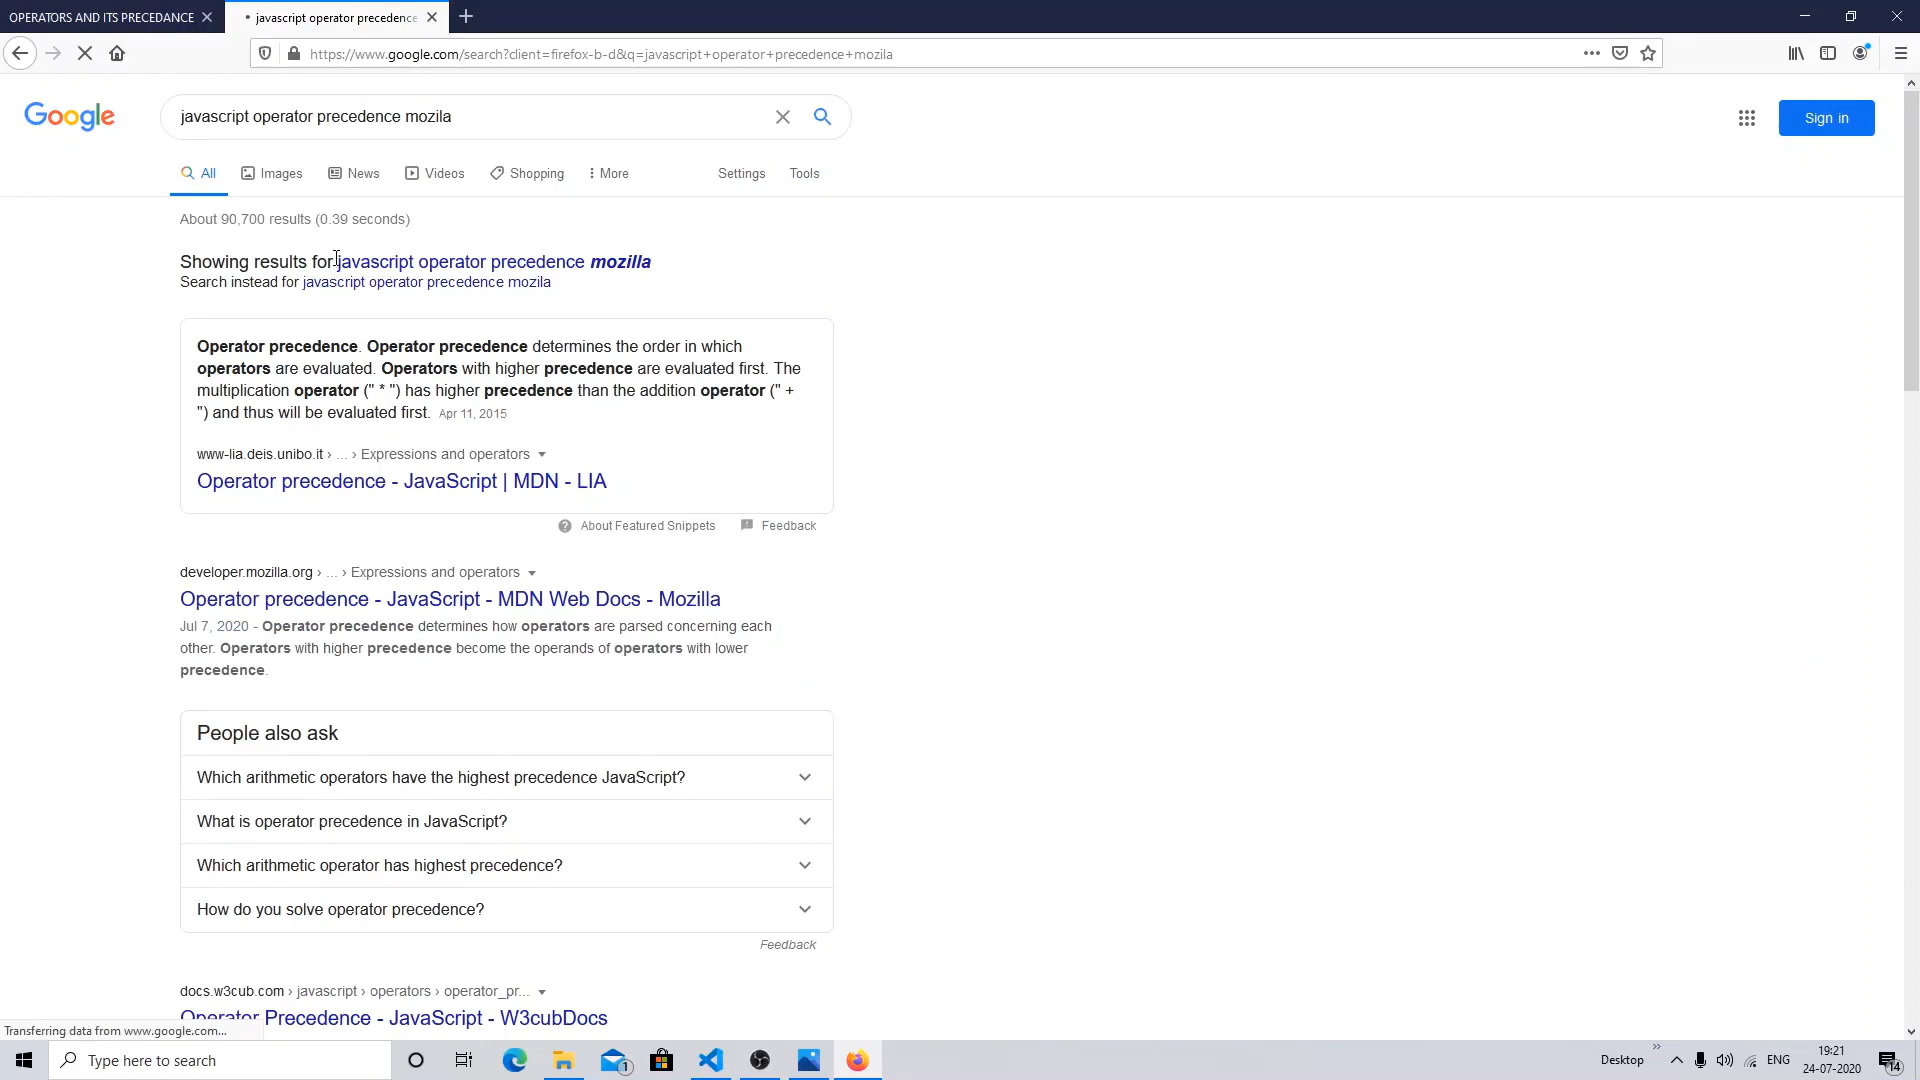 OPERATORS AND ITS PRECEDANCE
javascript operator precedence
https://www.google.com/search?client=firefox-b-d&q=javascript+operator+precedence+mozila
Google
javascript operator precedence mozila
Sign in
All
Images
News
Videos
Shopping
More
Settings
Tools
About 90,700 results (0.39 seconds)
Showing results for javascript operator precedence mozilla
Search instead for javascript operator precedence mozila
Operator precedence. Operator precedence determines the order in which
operators are evaluated. Operators with higher precedence are evaluated first. The
multiplication operator (" * ") has higher precedence than the addition operator (" +
") and thus will be evaluated first. Apr 11, 2015
www-lia.deis.unibo.it › ... › Expressions and operators
Operator precedence - JavaScript | MDN - LIA
About Featured Snippets
Feedback
developer.mozilla.org › ... › Expressions and operators
Operator precedence - JavaScript - MDN Web Docs - Mozilla
Jul 7, 2020 - Operator precedence determines how operators are parsed concerning each
other. Operators with higher precedence become the operands of operators with lower
precedence.
People also ask
Which arithmetic operators have the highest precedence JavaScript?
What is operator precedence in JavaScript?
Which arithmetic operator has highest precedence?
How do you solve operator precedence?
Feedback
docs.w3cub.com › javascript › operators › operator_pr...
Operator Precedence - JavaScript - W3cubDocs
Transferring data from www.google.com...
Type here to search
1
Desktop
ENG
19:21
24-07-2020
14